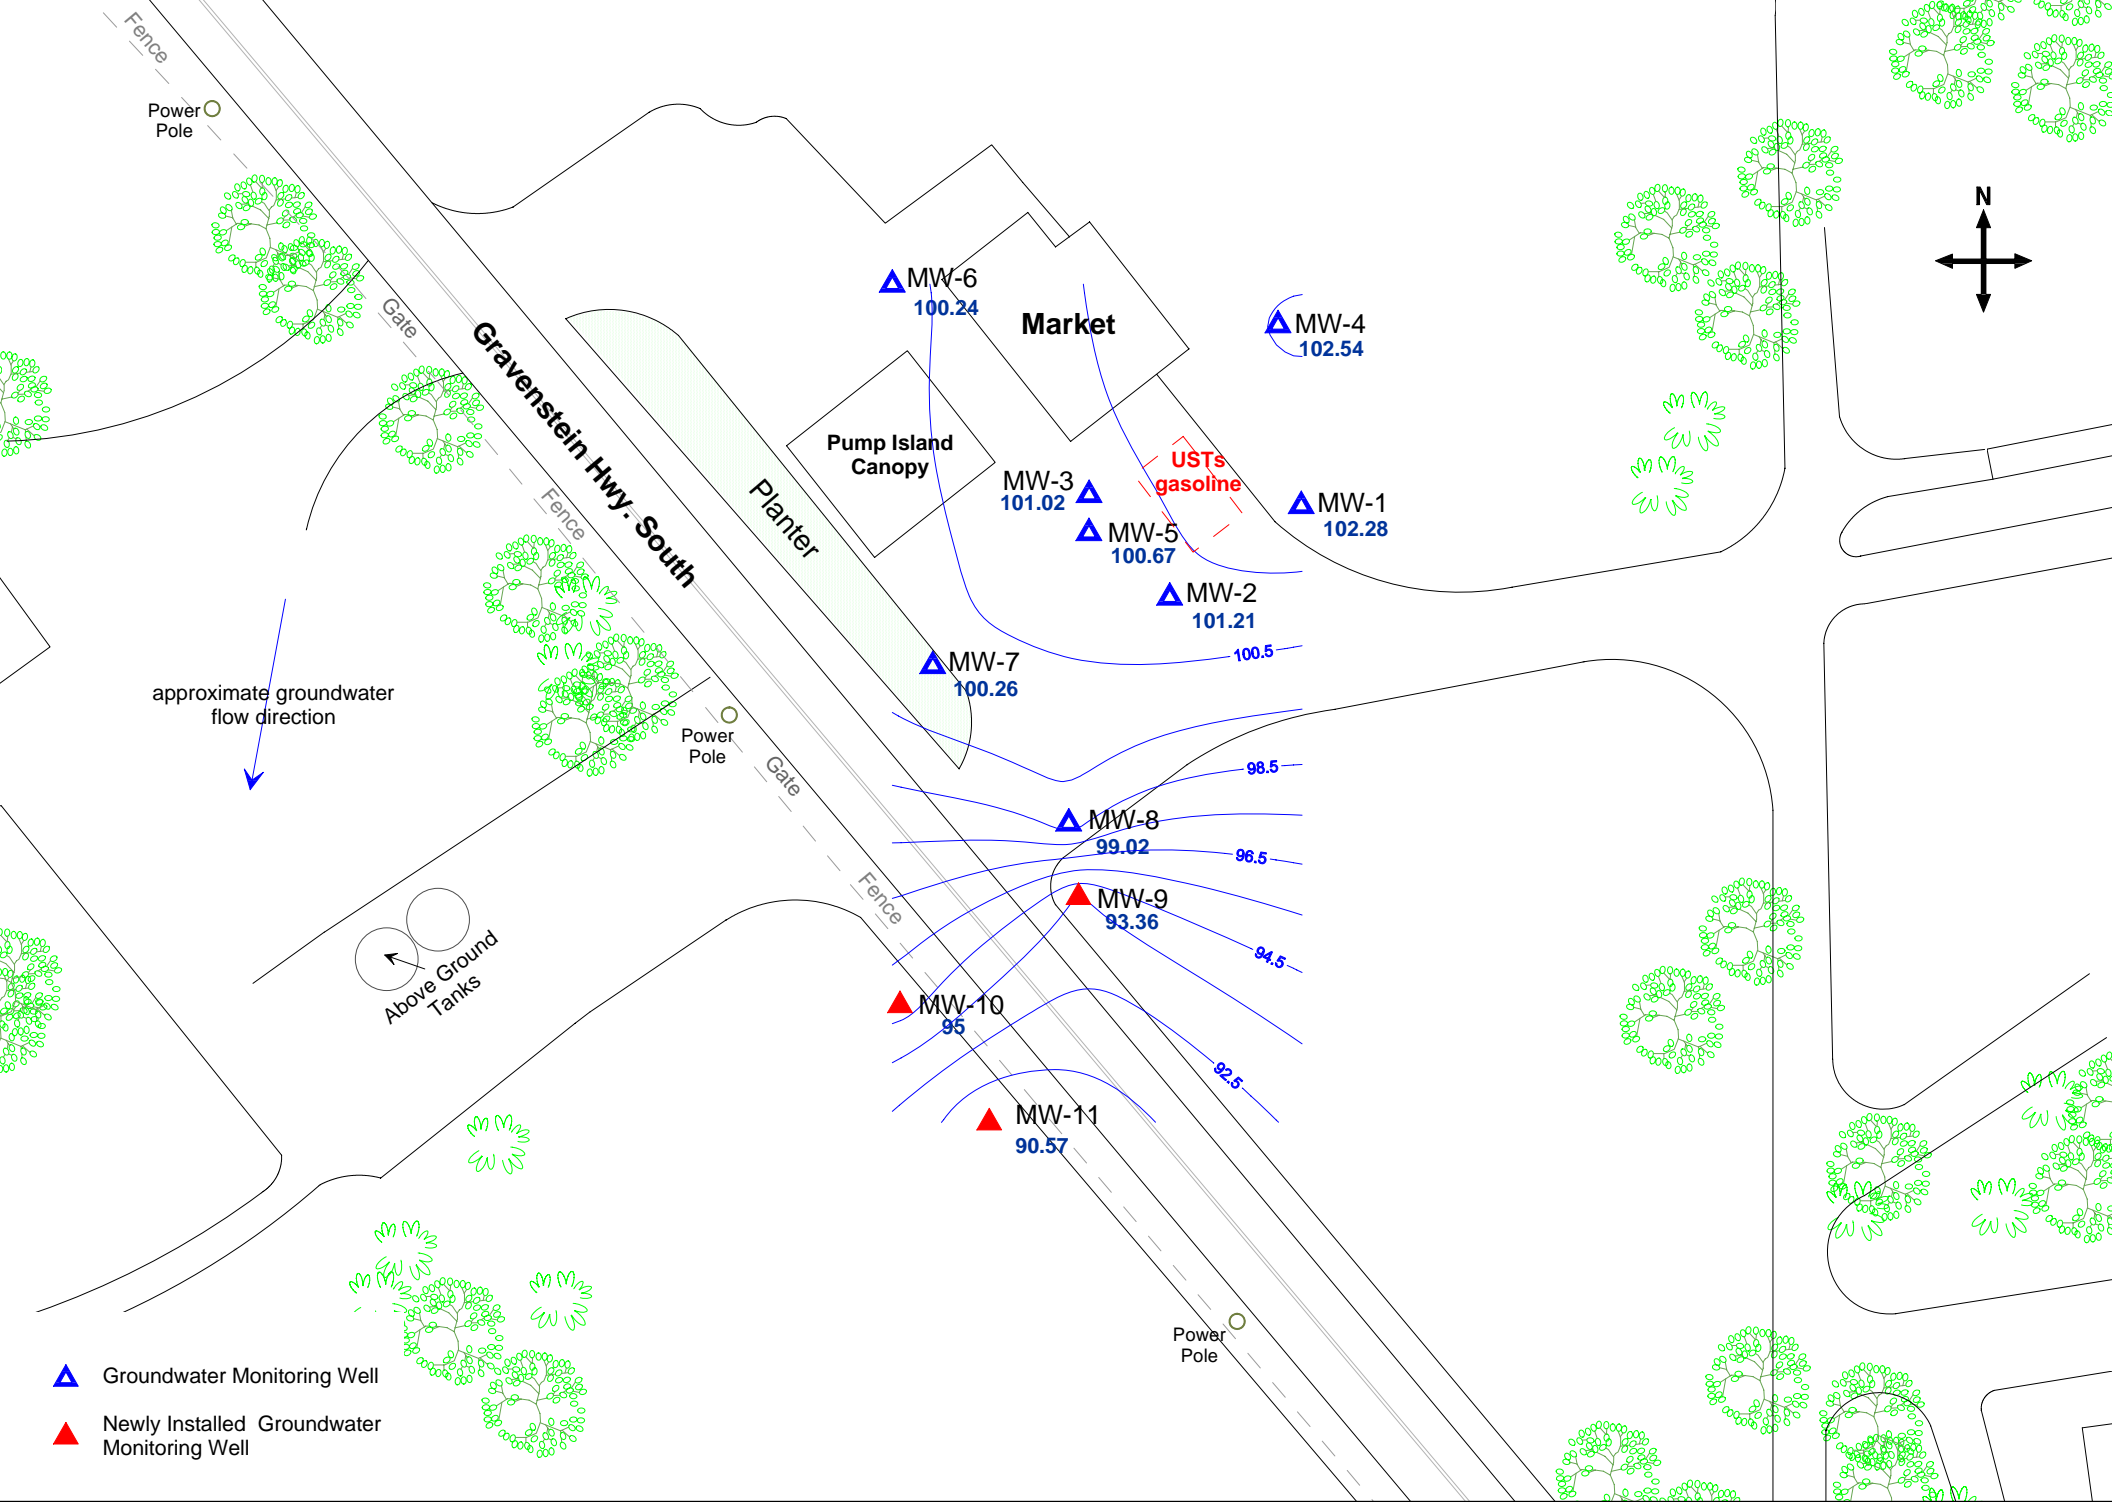 Fence
Power
Pole
N
MW-6
100.24
Market
MW-4
102.54
Gate
Gravenstein Hwy. South
Pump Island
Canopy
USTs
gasoline
MW-3
101.02
MW-1
102.28
Fence
Planter
MW-5
100.67
MW-2
101.21
100.5
MW-7
100.26
approximate groundwater
flow direction
Power
Pole
Gate
98.5
MW-8
99.02
96.5
Fence
MW-9
93.36
94.5
Above Ground
Tanks
MW-10
95
92.5
MW-11
90.57
Power
Pole
Groundwater Monitoring Well
Newly Installed Groundwater
Monitoring Well